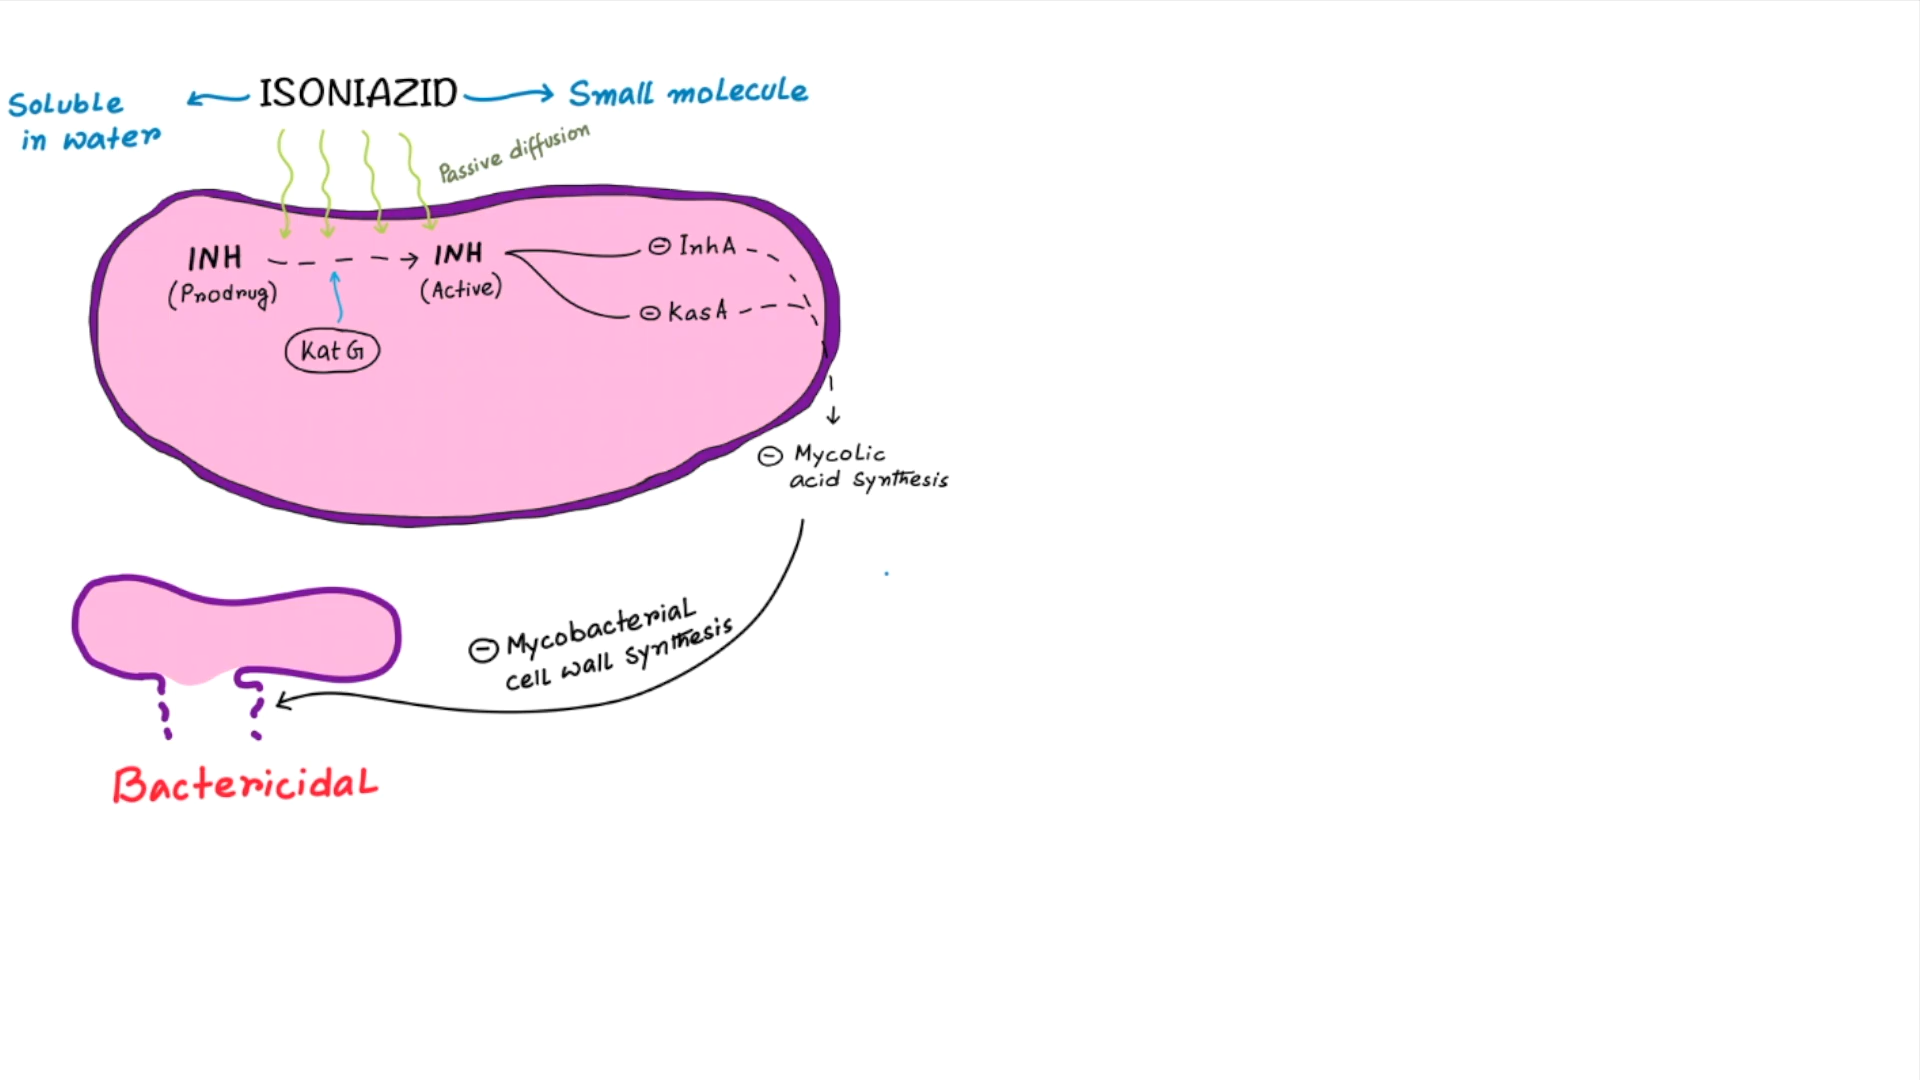 ISONIAZID
Soluble
in water
Small molecule
Passive diffusion
INH
(Prodrug)
INH
(Active)
Kat G
⊖ InhA
⊖ KasA
⊖ Mycolic
acid synthesis
⊖ Mycobacterial
cell wall synthesis
Bactericidal